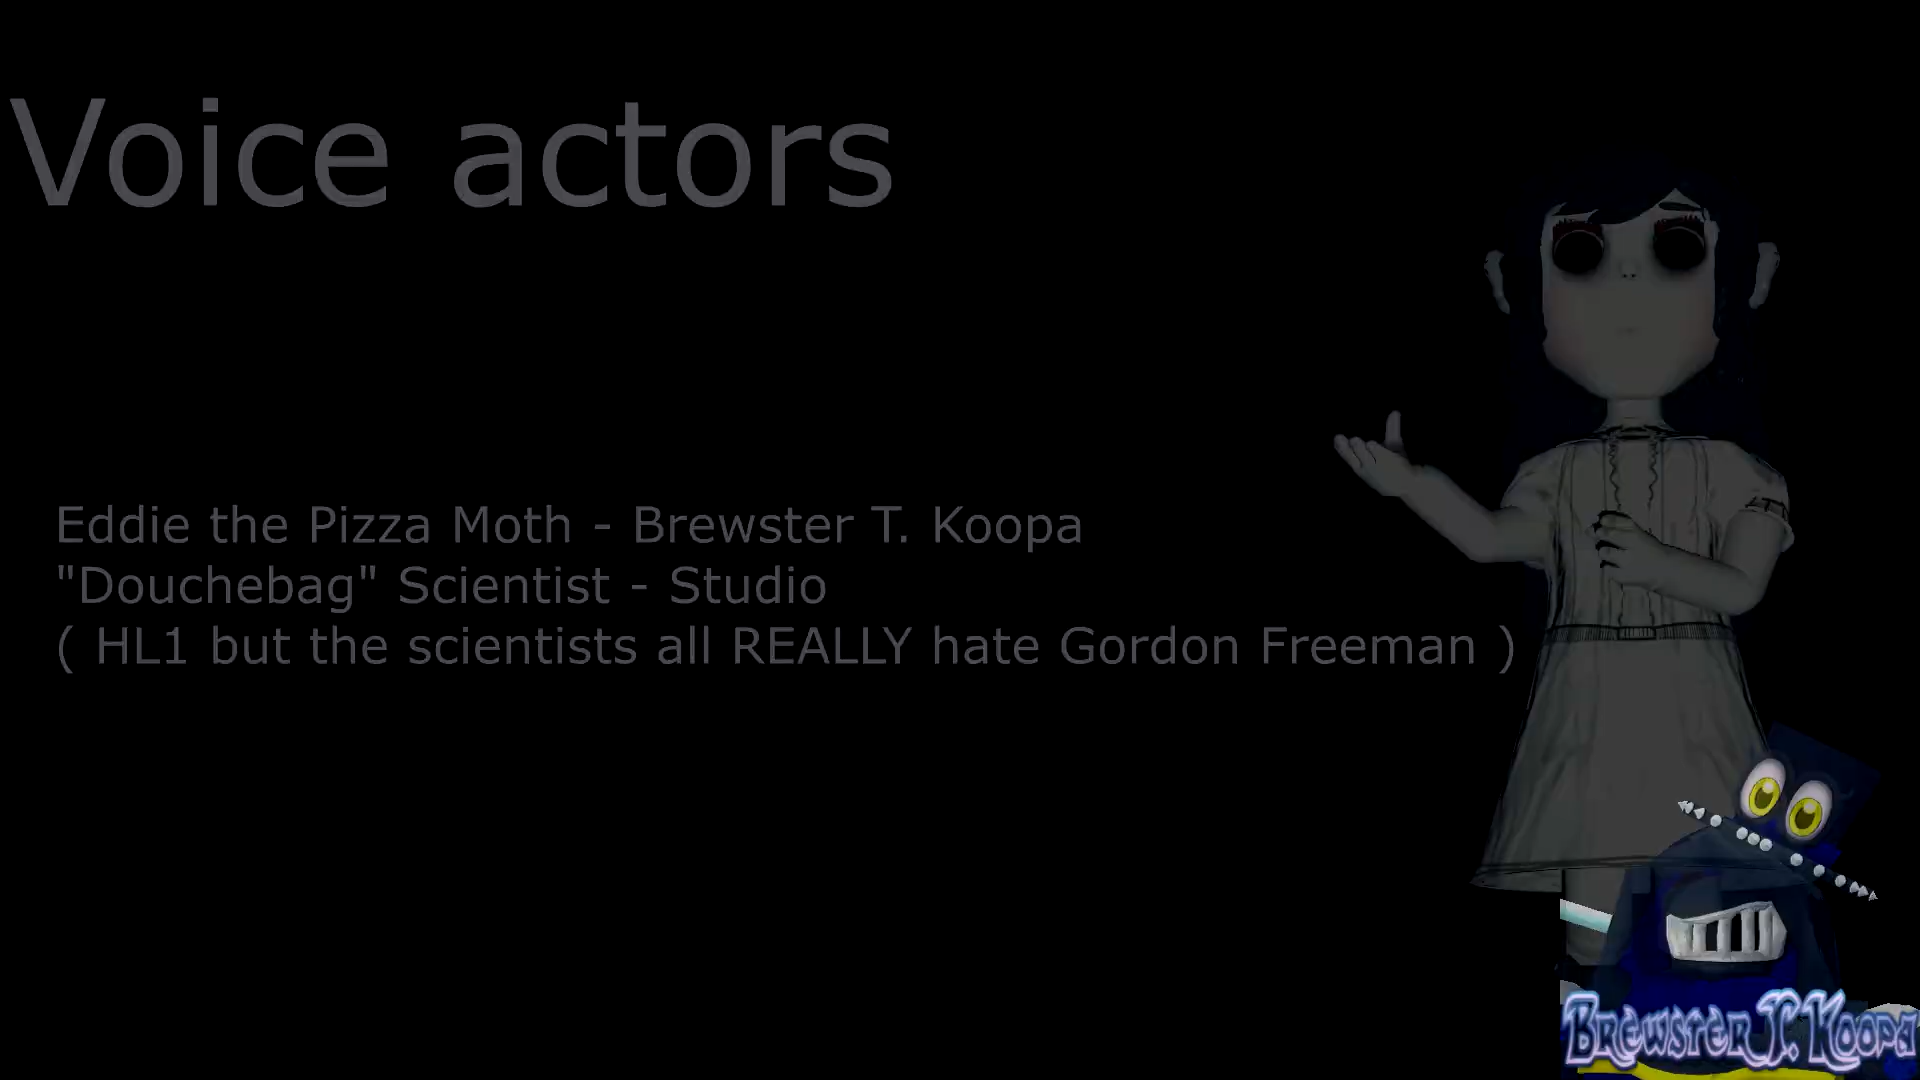 Voice actors
Eddie the Pizza Moth - Brewster T. Koopa
"Douchebag" Scientist - Studio
( HL1 but the scientists all REALLY hate Gordon Freeman )
Brewster T. Koopa